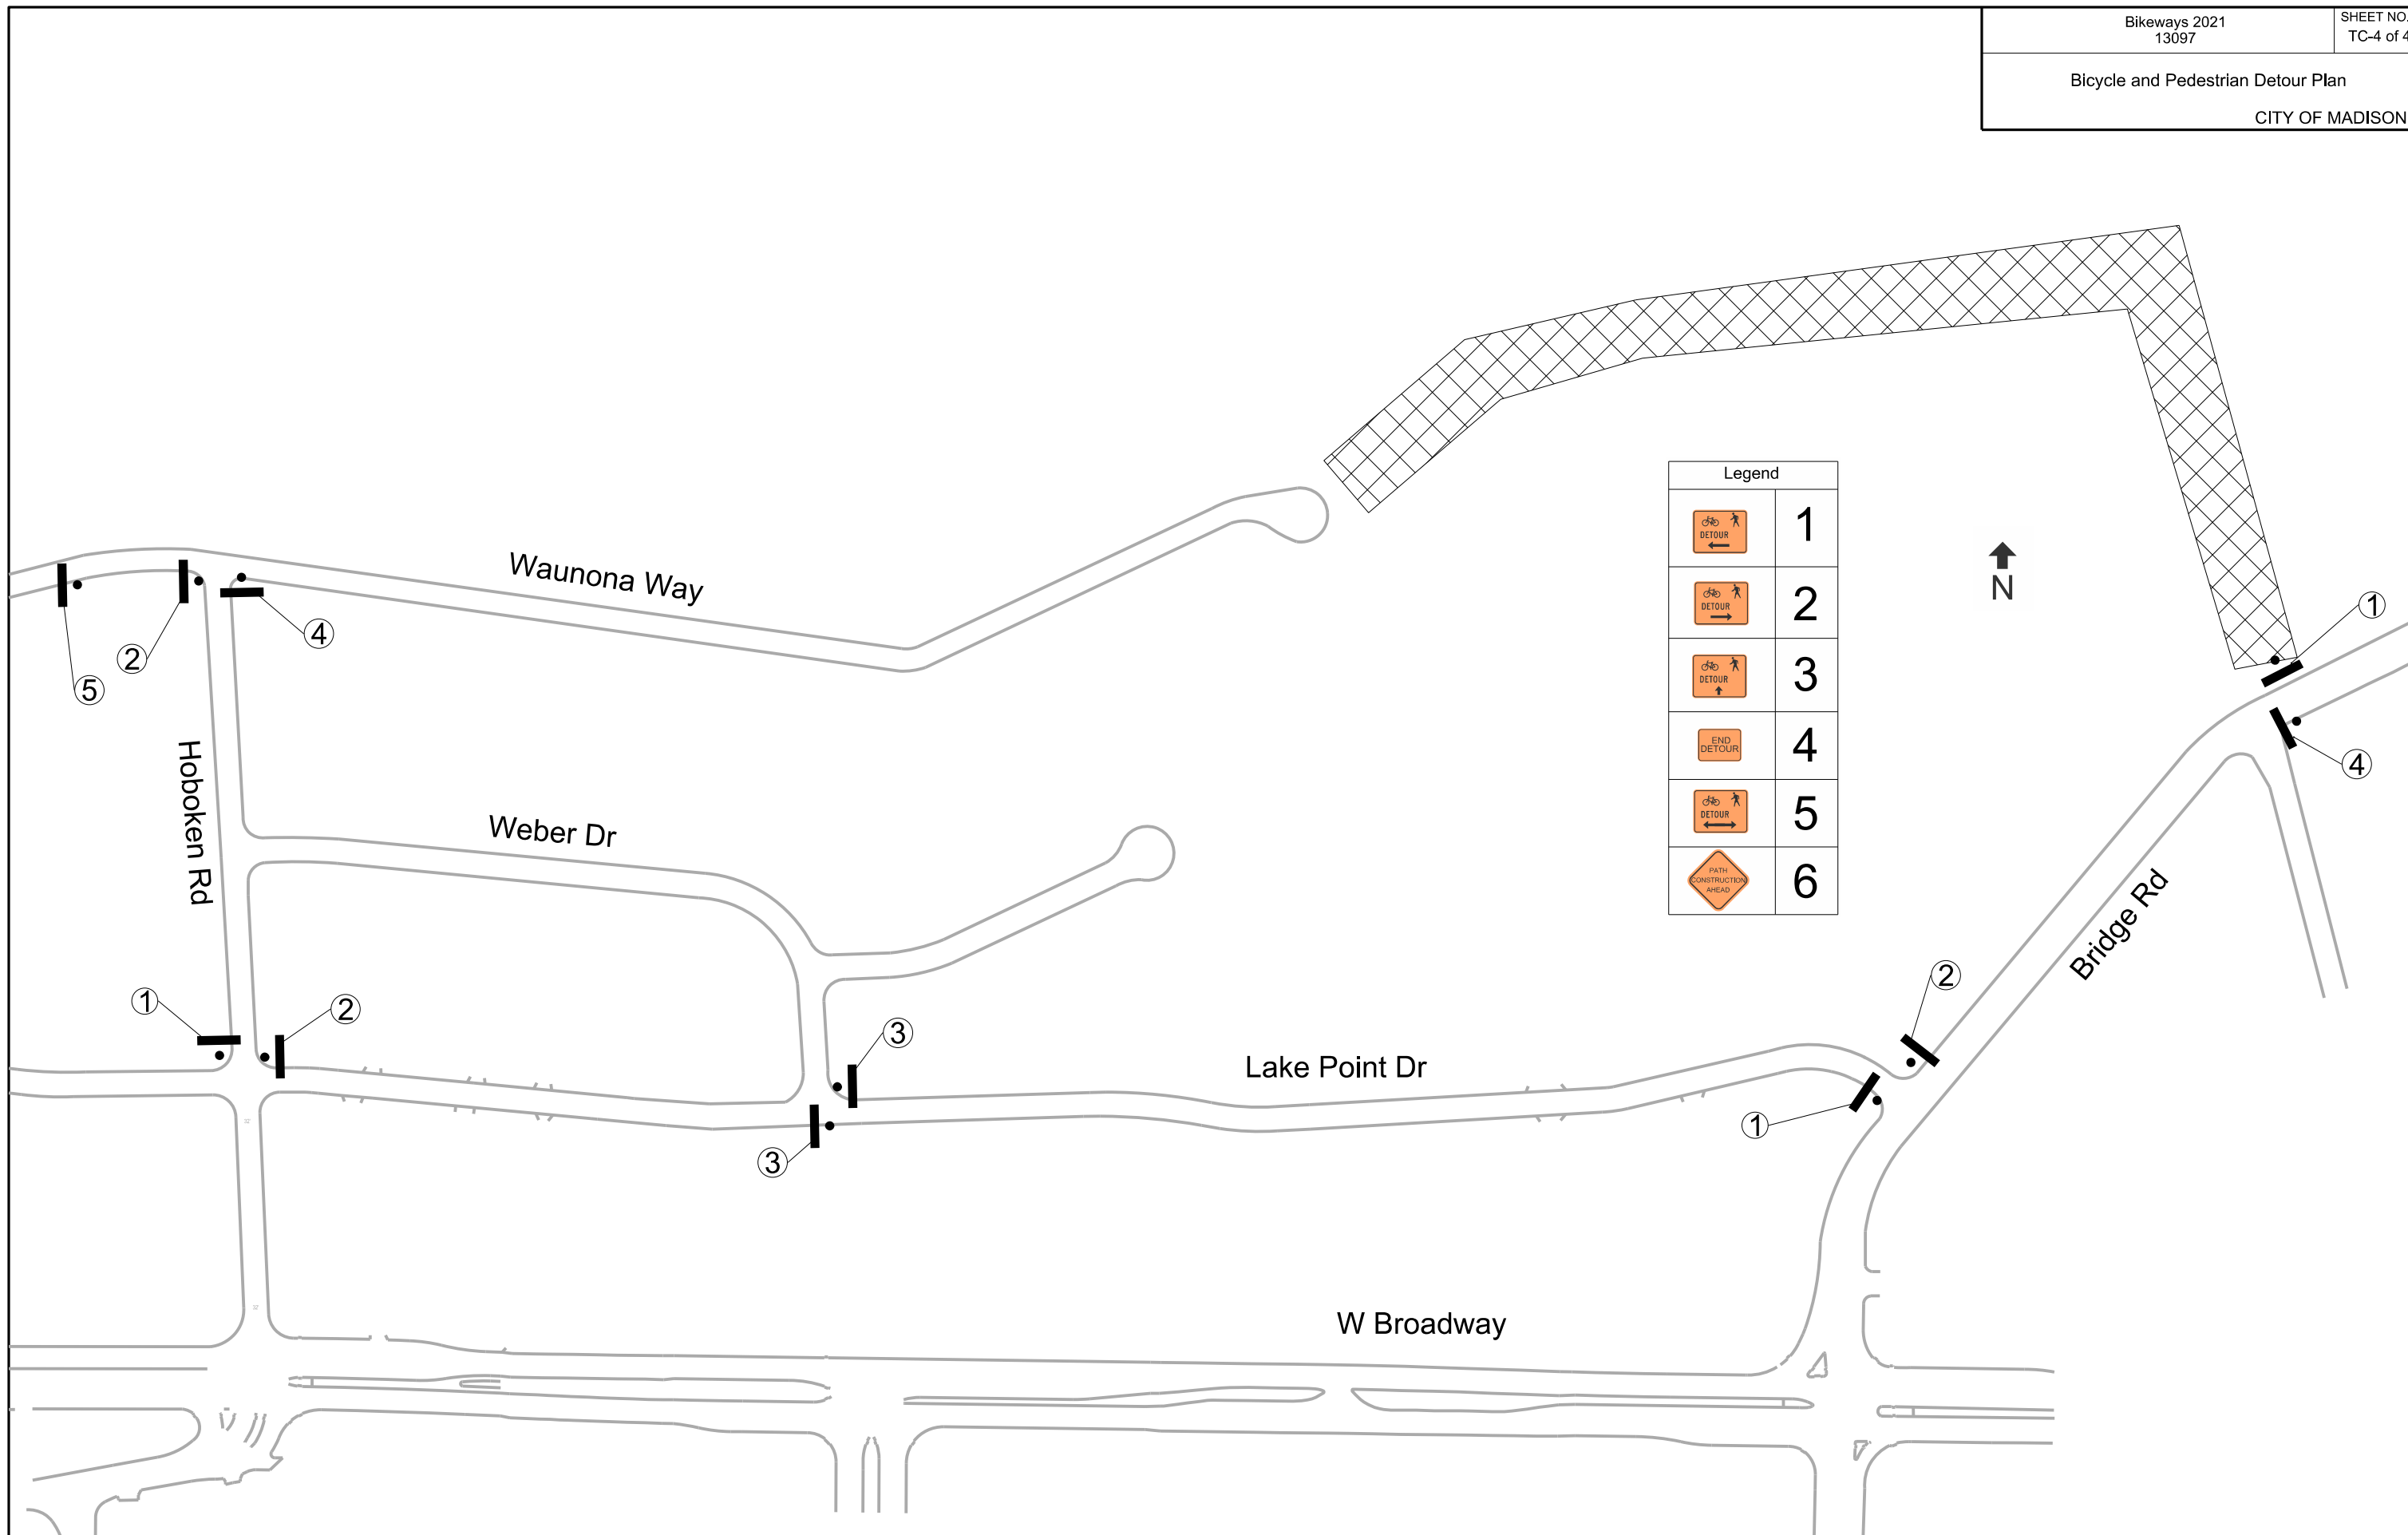 Bikeways 2021
13097
SHEET NO.
TC-4 of 4
Bicycle and Pedestrian Detour Plan
CITY OF MADISON
Legend
DETOUR
1
DETOUR
2
DETOUR
3
END
DETOUR
4
DETOUR
5
PATH
CONSTRUCTION
AHEAD
6
N
Waunona Way
1
4
2
5
4
Hoboken Rd
Weber Dr
Bridge Rd
2
1
2
3
Lake Point Dr
1
3
32'
32'
W Broadway